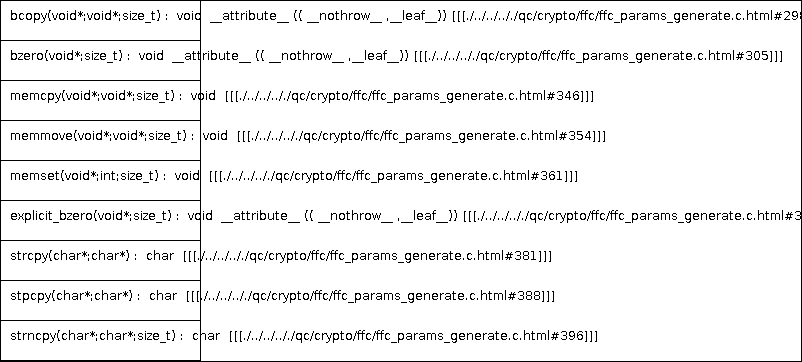 bcopy(void*;void*;size_t) : void __attribute__ (( __nothrow__ ,__leaf__)) [[[./../../../qc/crypto/ffc/ffc_params_generate.c.html#298
bzero(void*;size_t) : void __attribute__ (( __nothrow__ ,__leaf__)) [[[./../../../../qc/crypto/ffc/ffc_params_generate.c.html#305]]]
memcpy(void*;void*;size_t) : void [[[./../../../../qc/crypto/ffc/ffc_params_generate.c.html#346]]]
memmove(void*;void*;size_t) : void [[[./../../../../qc/crypto/ffc/ffc_params_generate.c.html#354]]]
memset(void*;int;size_t) : void [[[./../../../../qc/crypto/ffc/ffc_params_generate.c.html#361]]]
explicit_bzero(void*;size_t) : void __attribute__ (( __nothrow__ ,__leaf__)) [[[./../../../../qc/crypto/ffc/ffc_params_generate.c.html#3
strcpy(char*;char*) : char [[[./../../../../qc/crypto/ffc/ffc_params_generate.c.html#381]]]
stpcpy(char*;char*) : char [[[./../../../../qc/crypto/ffc/ffc_params_generate.c.html#388]]]
strncpy(char*;char*;size_t) : char [[[./../../../../qc/crypto/ffc/ffc_params_generate.c.html#396]]]